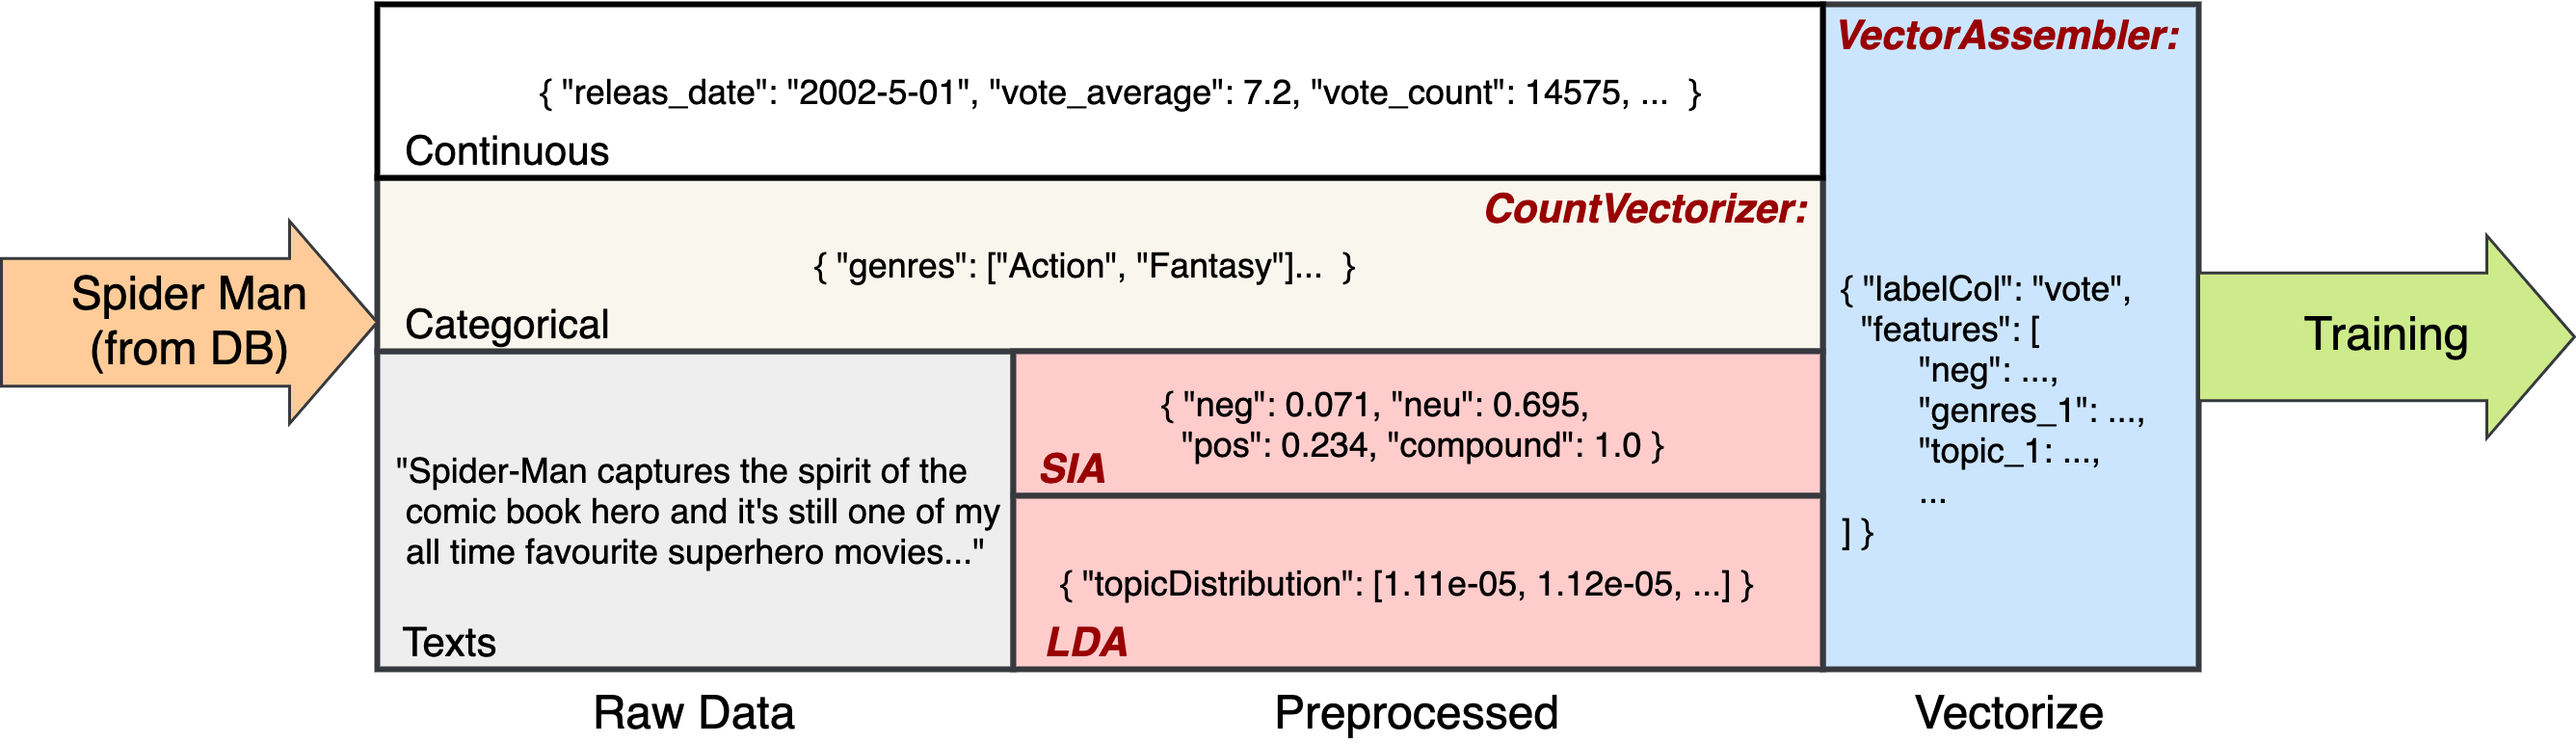 Spider Man
(from DB)
{ "releas_date": "2002-5-01", "vote_average": 7.2, "vote_count": 14575, ... }
Continuous
CountVectorizer:
{ "genres": ["Action", "Fantasy"]... }
Categorical
"Spider-Man captures the spirit of the
comic book hero and it's still one of my
all time favourite superhero movies..."
Texts
{ "neg": 0.071, "neu": 0.695,
"pos": 0.234, "compound": 1.0 }
SIA
{ "topicDistribution": [1.11e-05, 1.12e-05, ...] }
LDA
VectorAssembler:
{ "labelCol": "vote",
"features": [
"neg": ...,
"genres_1": ...,
"topic_1: ...,
...
] }
Training
Raw Data
Preprocessed
Vectorize